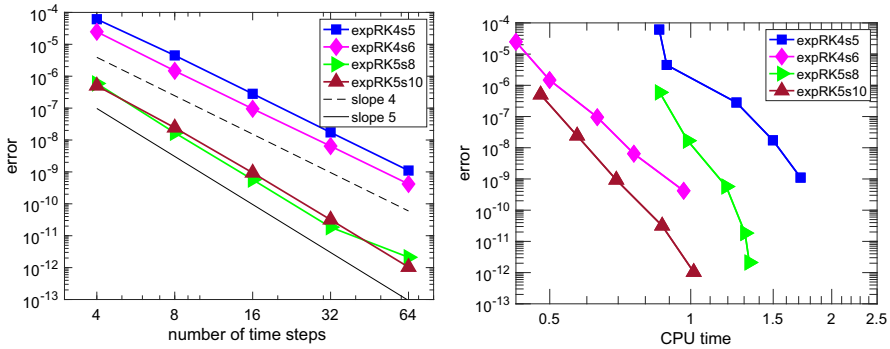 10^-4
10^-5
10^-6
10^-7
10^-8
10^-9
10^-10
10^-11
10^-12
10^-13
error
4
8
16
32
64
number of time steps
expRK4s5
expRK4s6
expRK5s8
expRK5s10
slope 4
slope 5
10^-4
10^-5
10^-6
10^-7
10^-8
10^-9
10^-10
10^-11
10^-12
10^-13
error
0.5
1
1.5
2
2.5
CPU time
expRK4s5
expRK4s6
expRK5s8
expRK5s10